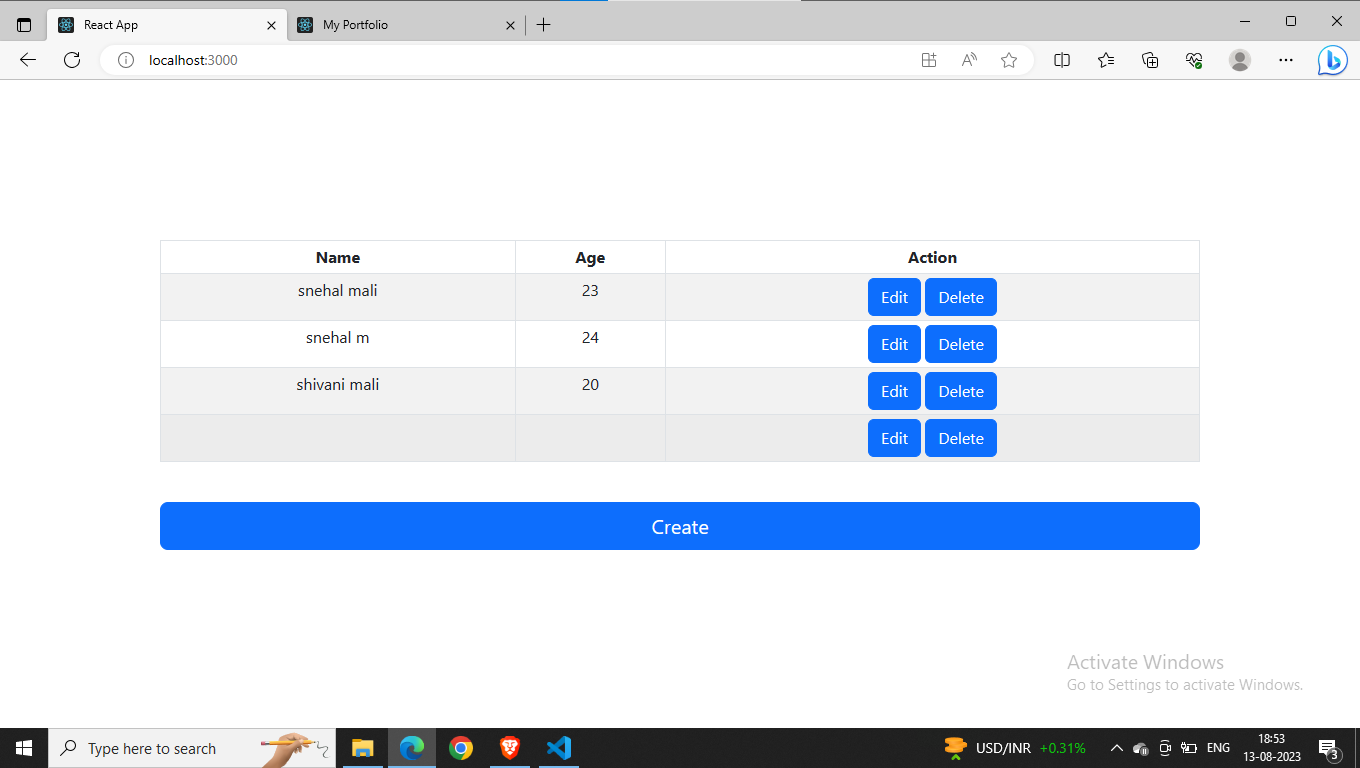 React App
My Portfolio
localhost:3000
Name Age Action
snehal mali 23 Edit Delete
snehal m 24 Edit Delete
shivani mali 20 Edit Delete
Edit Delete
Create
Activate Windows
Go to Settings to activate Windows.
Type here to search
USD/INR +0.31%
ENG
18:53
13-08-2023
3